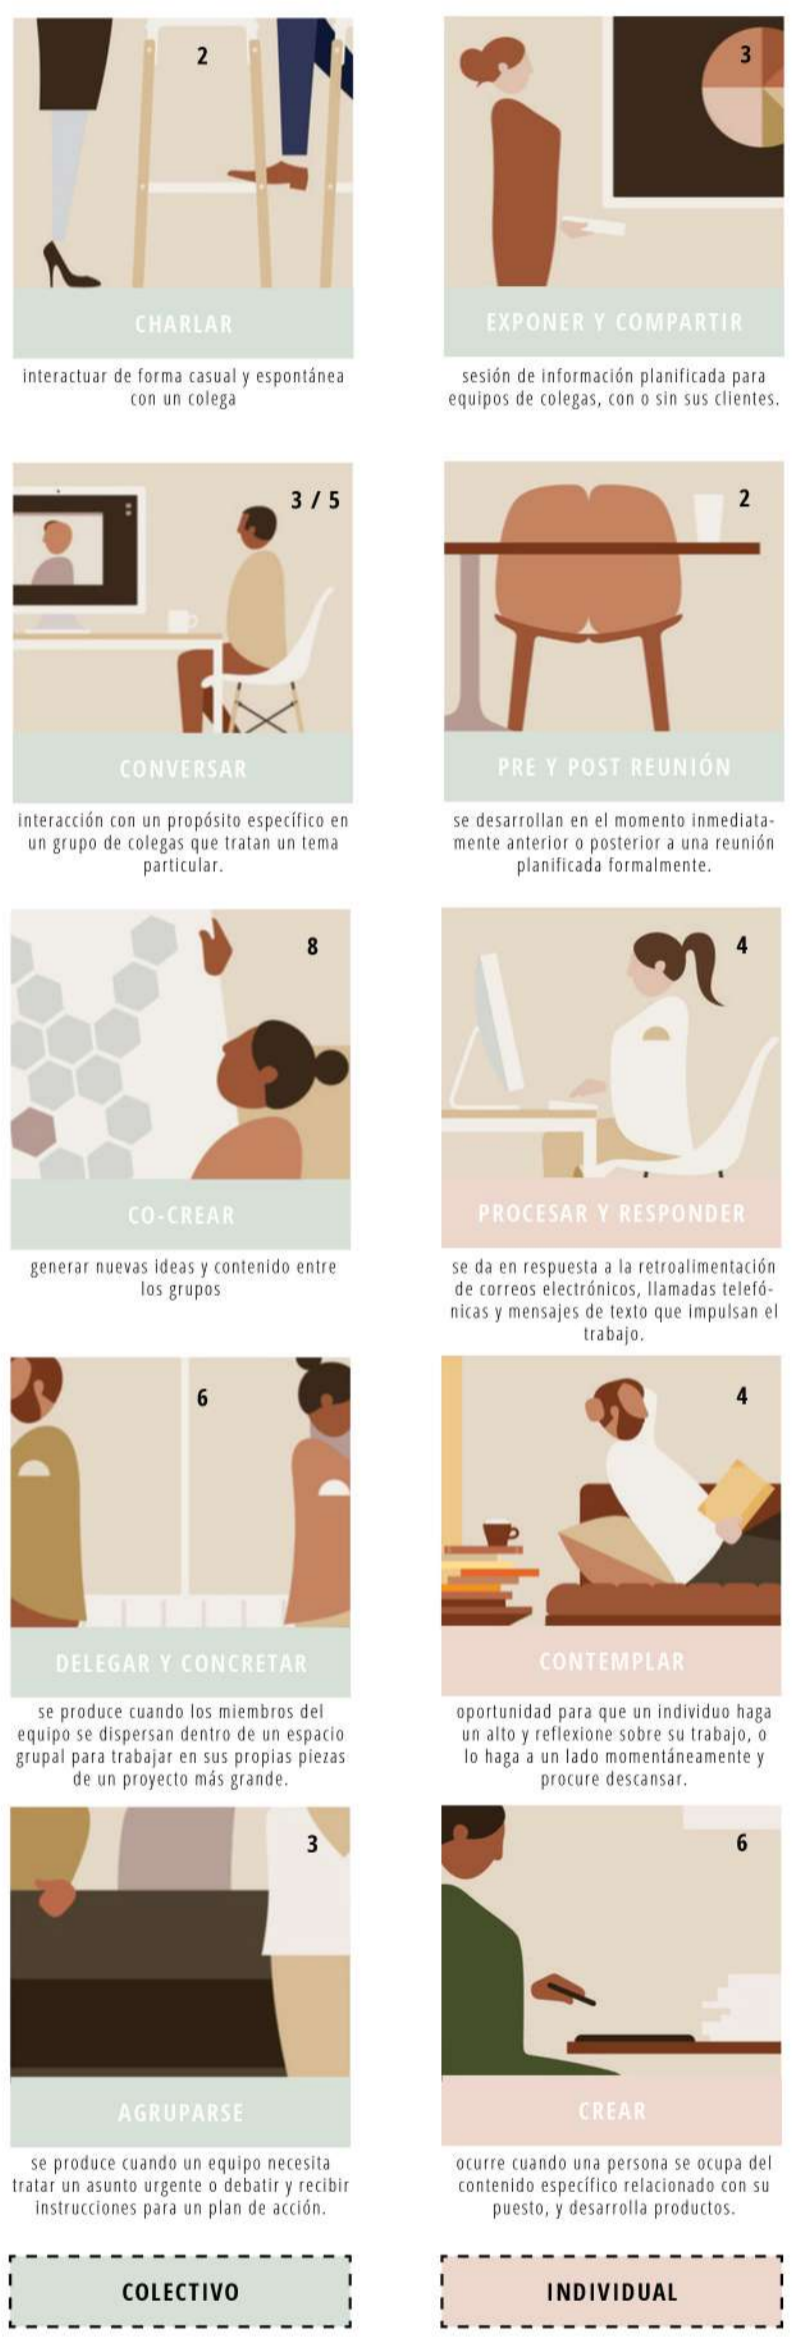 2
CHARLAR
interactuar de forma casual y espontánea
con un colega
3
EXPONER Y COMPARTIR
sesión de información planificada para
equipos de colegas, con o sin sus clientes.
3 / 5
CONVERSAR
interacción con un propósito específico en
un grupo de colegas que tratan un tema
particular.
2
PRE Y POST REUNIÓN
se desarrollan en el momento inmediata-
mente anterior o posterior a una reunión
planificada formalmente.
8
CO-CREAR
generar nuevas ideas y contenido entre
los grupos
4
PROCESAR Y RESPONDER
se da en respuesta a la retroalimentación
de correos electrónicos, llamadas telefó-
nicas y mensajes de texto que impulsan el
trabajo.
6
DELEGAR Y CONCRETAR
se produce cuando los miembros del
equipo se dispersan dentro de un espacio
grupal para trabajar en sus propias piezas
de un proyecto más grande.
4
CONTEMPLAR
oportunidad para que un individuo haga
un alto y reflexione sobre su trabajo, o
lo haga a un lado momentáneamente y
procure descansar.
3
AGRUPARSE
se produce cuando un equipo necesita
tratar un asunto urgente o debatir y recibir
instrucciones para un plan de acción.
6
CREAR
ocurre cuando una persona se ocupa del
contenido específico relacionado con su
puesto, y desarrolla productos.
COLECTIVO
INDIVIDUAL